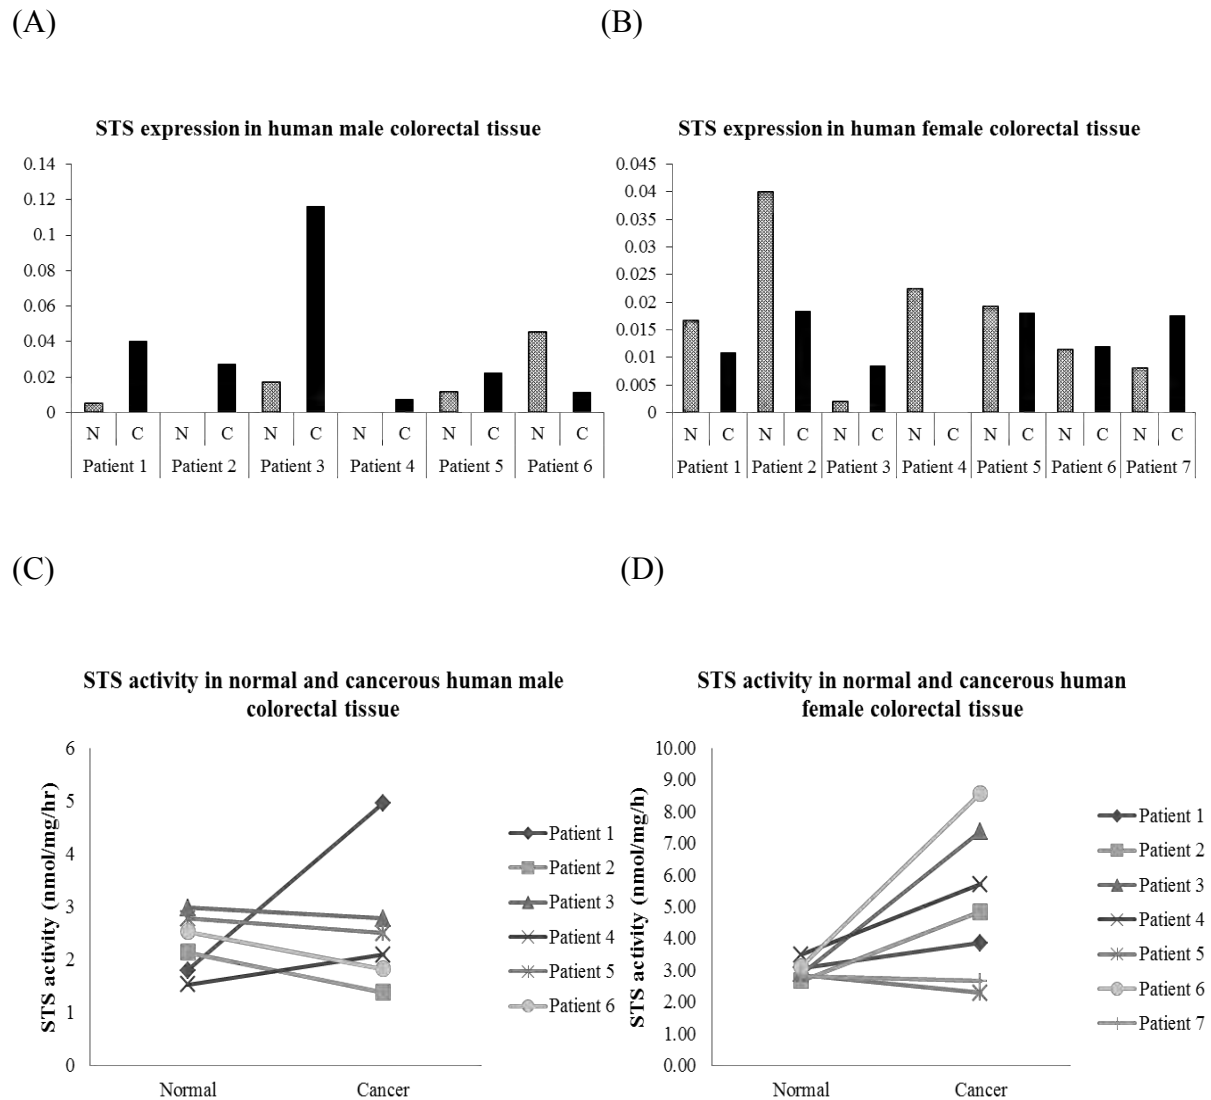 (A)
(B)
STS expression in human male colorectal tissue
0.14
0.12
0.1
0.08
0.06
0.04
0.02
0
N C N C N C N C N C N C
Patient 1 Patient 2 Patient 3 Patient 4 Patient 5 Patient 6
STS expression in human female colorectal tissue
0.045
0.04
0.035
0.03
0.025
0.02
0.015
0.01
0.005
0
N C N C N C N C N C N C N C
Patient 1 Patient 2 Patient 3 Patient 4 Patient 5 Patient 6 Patient 7
(C)
(D)
STS activity in normal and cancerous human male
colorectal tissue
STS activity (nmol/mg/hr)
6
5
4
3
2
1
0
Normal Cancer
Patient 1
Patient 2
Patient 3
Patient 4
Patient 5
Patient 6
STS activity in normal and cancerous human
female colorectal tissue
STS activity (nmol/mg/h)
10.00
9.00
8.00
7.00
6.00
5.00
4.00
3.00
2.00
1.00
0.00
Normal Cancer
Patient 1
Patient 2
Patient 3
Patient 4
Patient 5
Patient 6
Patient 7